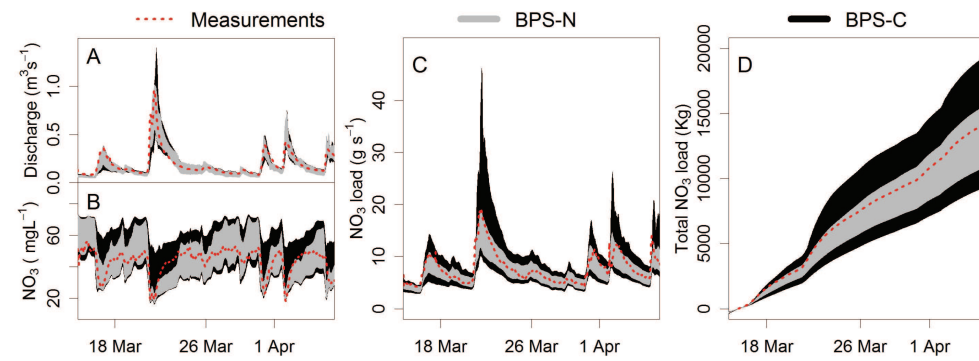 Measurements BPS-N BPS-C
A
Discharge (m³s⁻¹)
0.0 0.5 1.0
B
NO₃ ( mgL⁻¹)
20 40 60
18 Mar 26 Mar 1 Apr
C
NO₃ load (g s⁻¹)
0 10 20 30 40
18 Mar 26 Mar 1 Apr
D
Total NO₃ load (Kg)
0 5000 10000 15000 20000
18 Mar 26 Mar 1 Apr